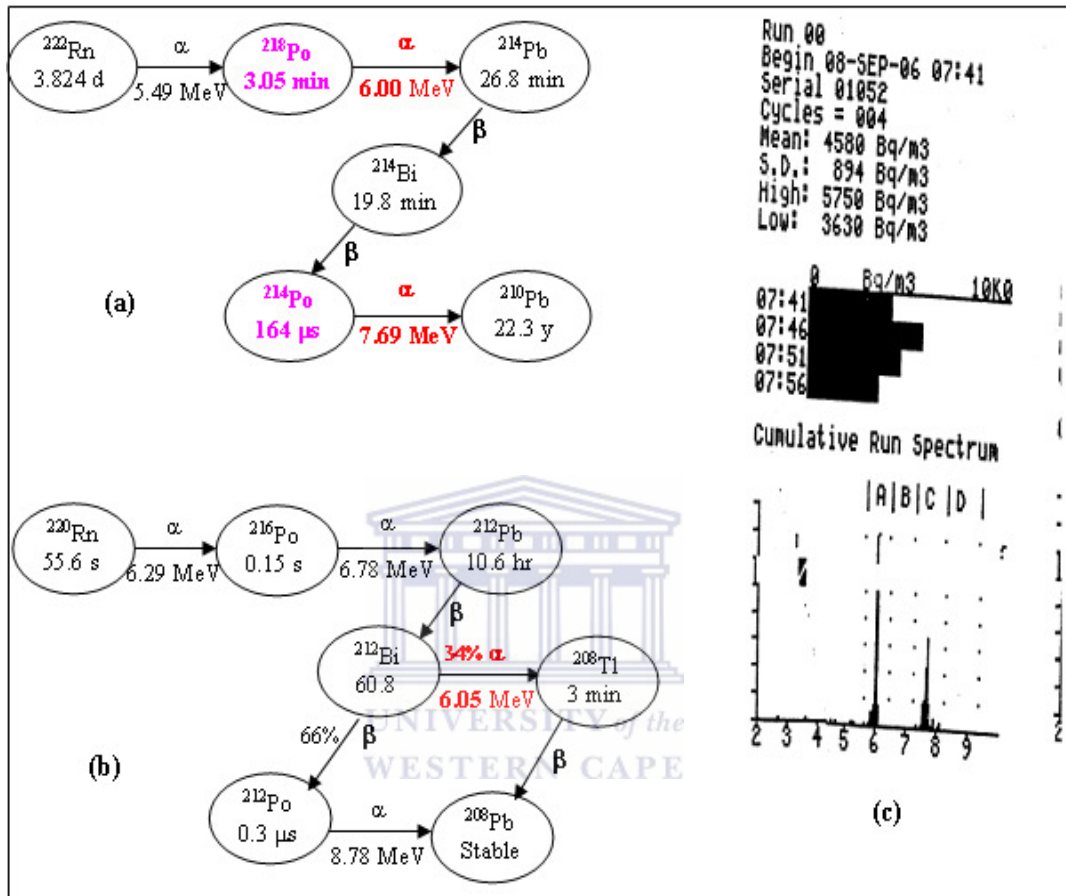 222Rn
3.824 d
α
5.49 MeV
218Po
3.05 min
α
6.00 MeV
214Pb
26.8 min
β
214Bi
19.8 min
β
(a)
214Po
164 µs
α
7.69 MeV
210Pb
22.3 y
220Rn
55.6 s
α
6.29 MeV
216Po
0.15 s
α
6.78 MeV
212Pb
10.6 hr
β
212Bi
60.8
34% α
6.05 MeV
208Tl
3 min
66%
β
β
(b)
212Po
0.3 µs
α
8.78 MeV
208Pb
Stable
UNIVERSITY of the
WESTERN CAPE
Run 00
Begin 08-SEP-06 07:41
Serial 01052
Cycles = 004
Mean: 4580 Bq/m3
S.D.: 894 Bq/m3
High: 5750 Bq/m3
Low: 3630 Bq/m3
0 Bq/m3 10K0
07:41
07:46
07:51
07:56
Cumulative Run Spectrum
|A|B|C|D|
2 3 4 5 6 7 8 9
(c)